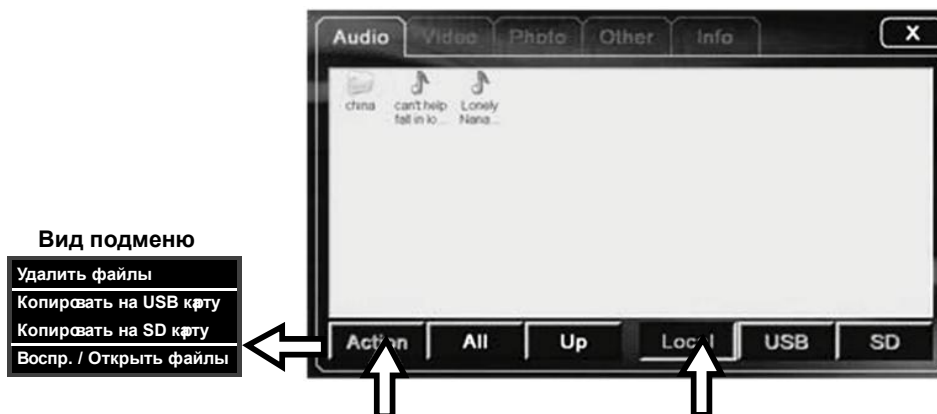 Audio Video Photo Other Info X
china can't help Lonely
fall in lo... Nana...
Вид подменю
Удалить файлы
Копировать на USB карту
Копировать на SD карту
Воспр. / Открыть файлы
Action All Up Local USB SD